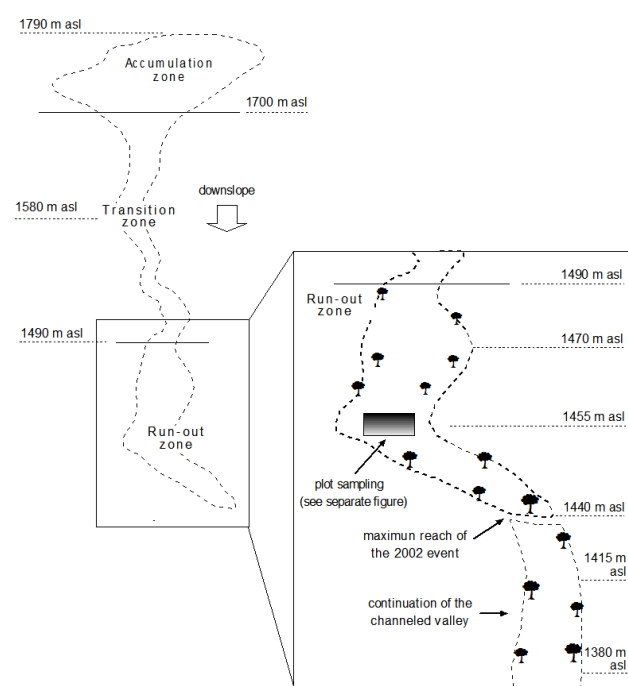 1790 m asl
Accumulation
zone
1700 m asl
downslope
1580 m asl
Transition
zone
1490 m asl
Run-out
zone
1490 m asl
Run-out
zone
1470 m asl
1455 m asl
plot sampling
(see separate figure)
1440 m asl
maximun reach of
the 2002 event
1415 m
asl
continuation of the
channeled valley
1380 m
asl